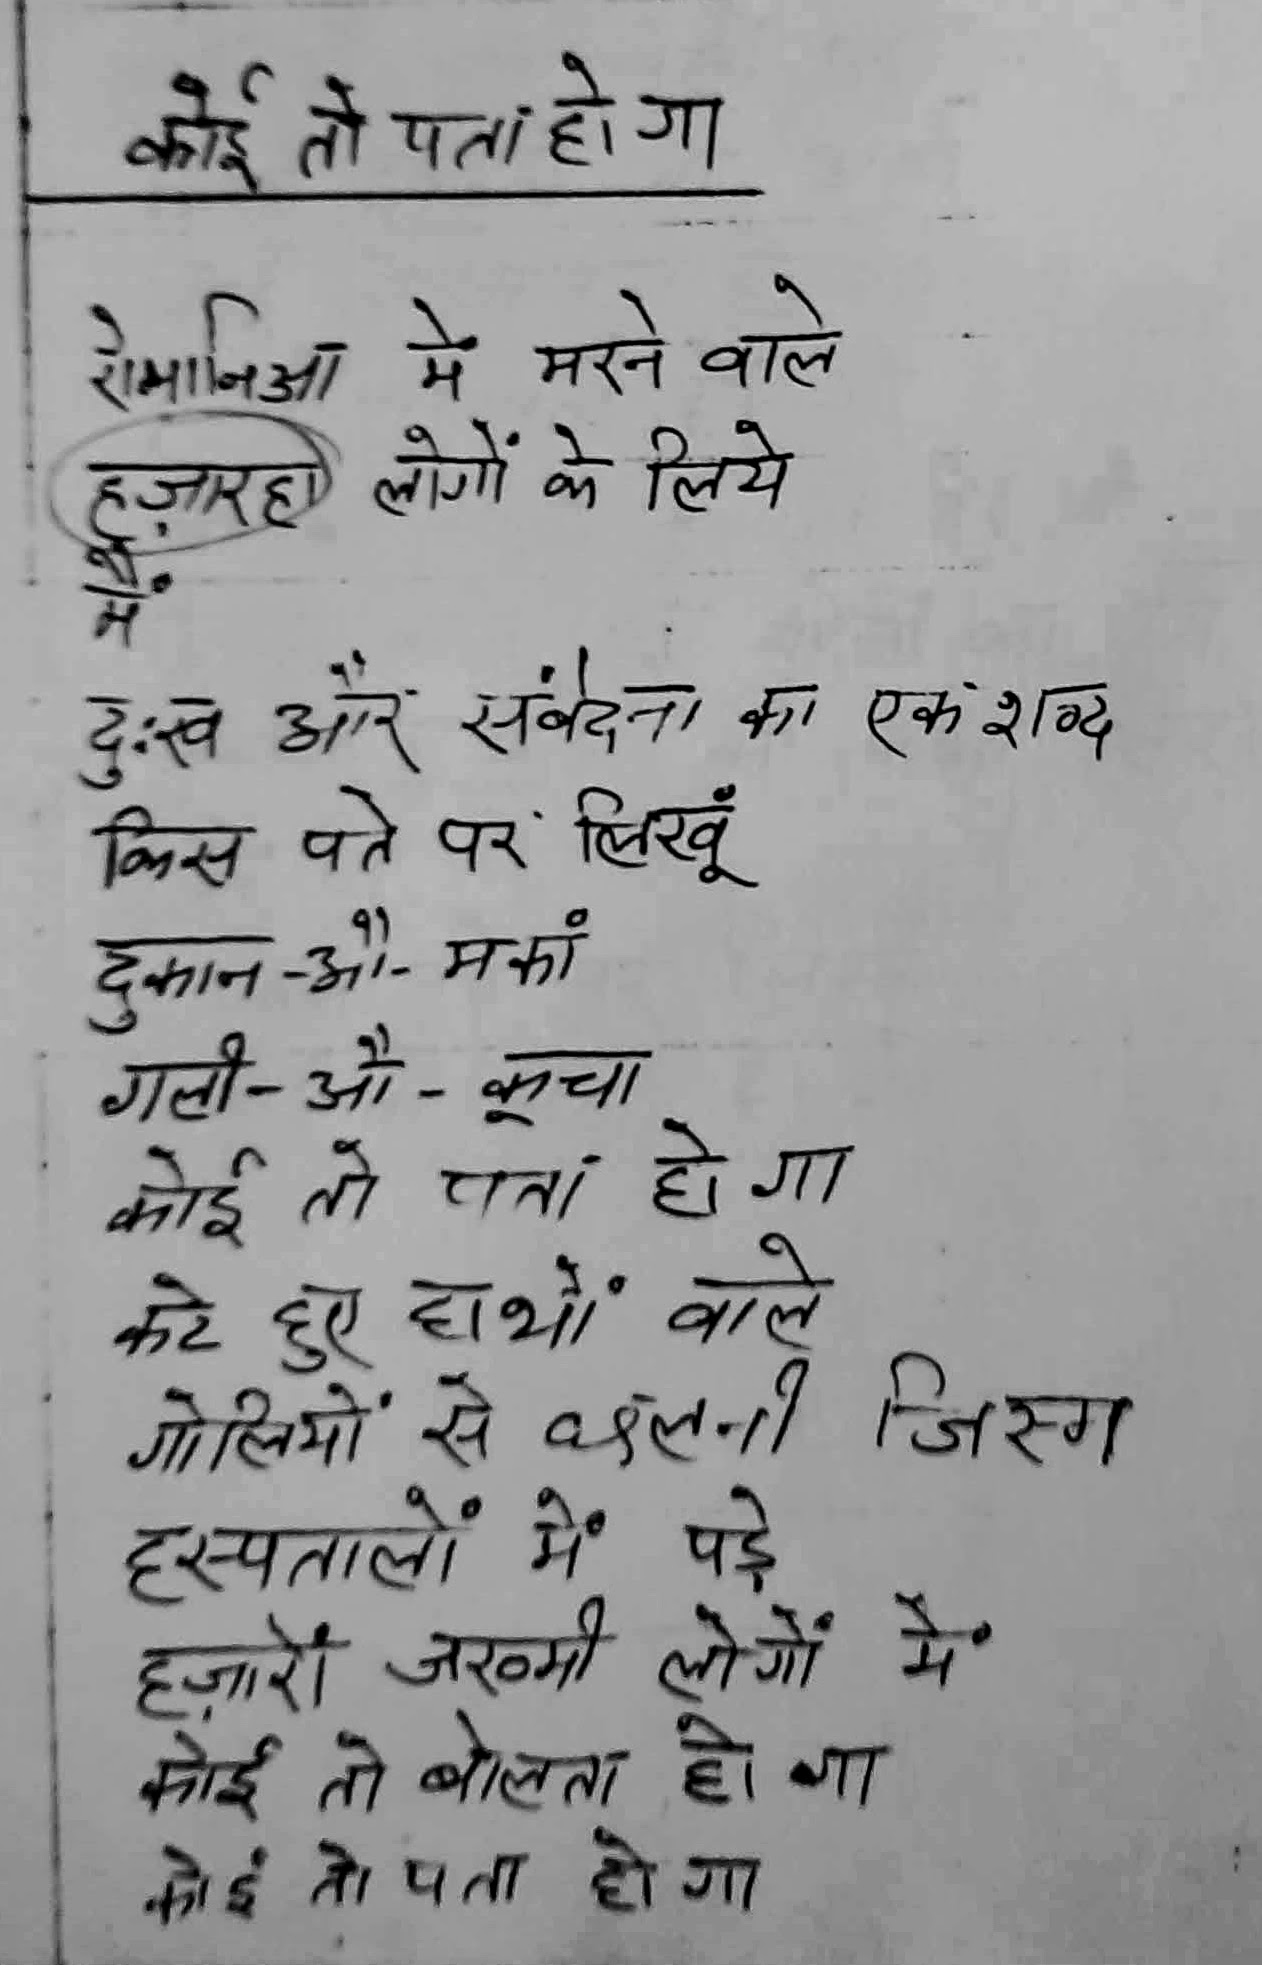 कोई तो पता हो गा
रोमानिआ में मरने वाले
हज़ारहा लोगों के लिये
मैं
दुःख और संवेदना का एक शब्द
किस पते पर लिखूं
दुकान-औ-मकां
गली-औ-कूचा
कोई तो पता हो गा
कटे हुए हाथों वाले
गोलियों से छलनी जिस्म
हस्पतालों में पड़े
हज़ारों जख्मी लोगों में
कोई तो बोलता हो गा
कोई तो पता हो गा